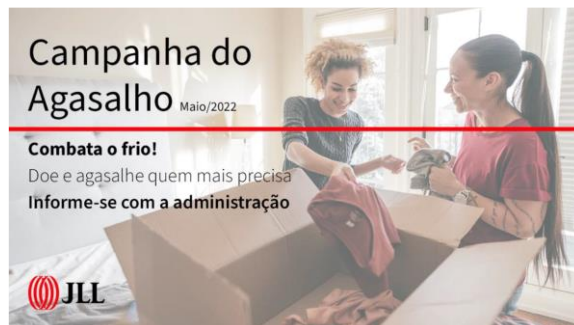 Campanha do
Agasalho Maio/2022
Combata o frio!
Doe e agasalhe quem mais precisa
Informe-se com a administração
JLL